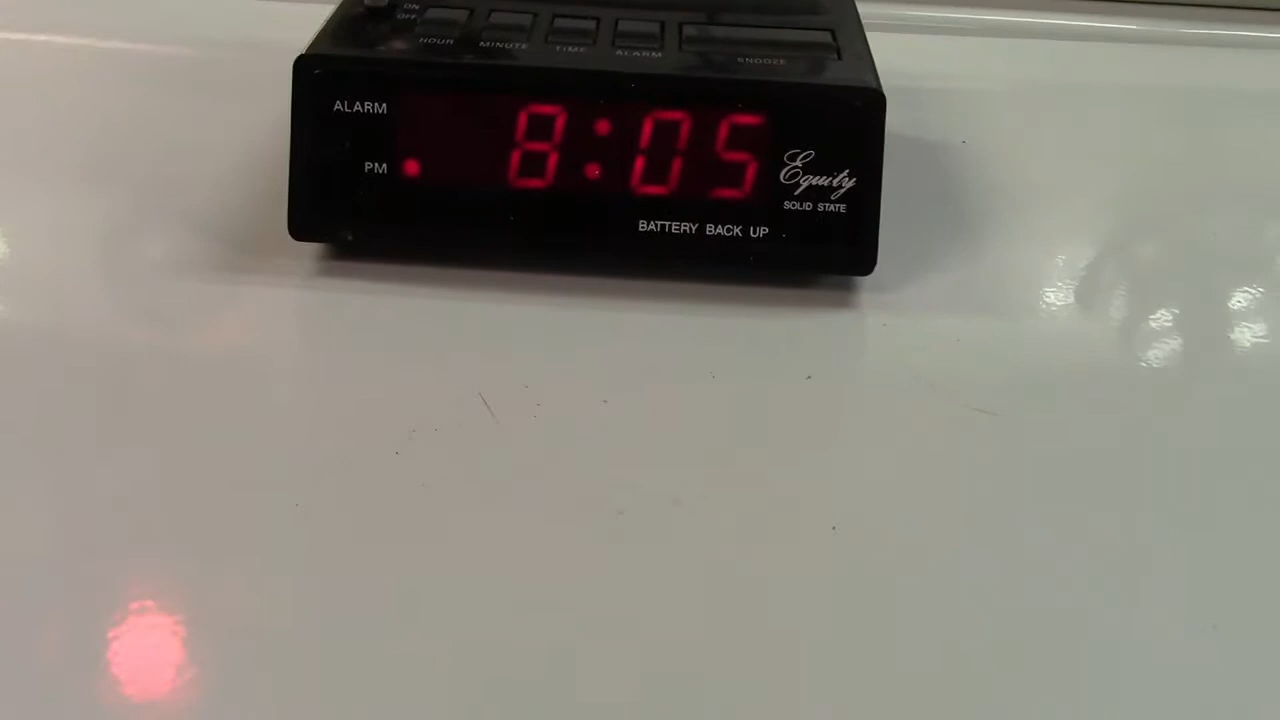 ON
OFF
HOUR MINUTE TIME ALARM SNOOZE
ALARM
PM
8:05
Equity
SOLID STATE
BATTERY BACK UP